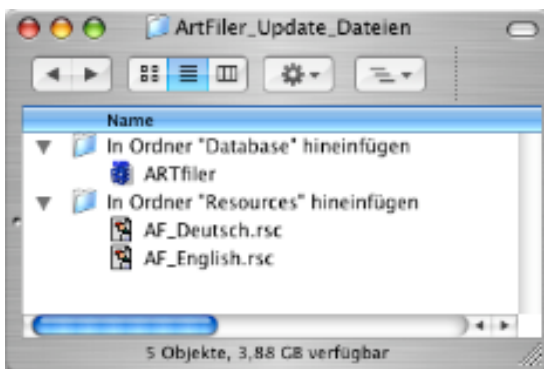 ArtFiler_Update_Dateien
Name
In Ordner "Database" hineinfügen
ARTfiler
In Ordner "Resources" hineinfügen
AF_Deutsch.rsc
AF_English.rsc
5 Objekte, 3,88 GB verfügbar